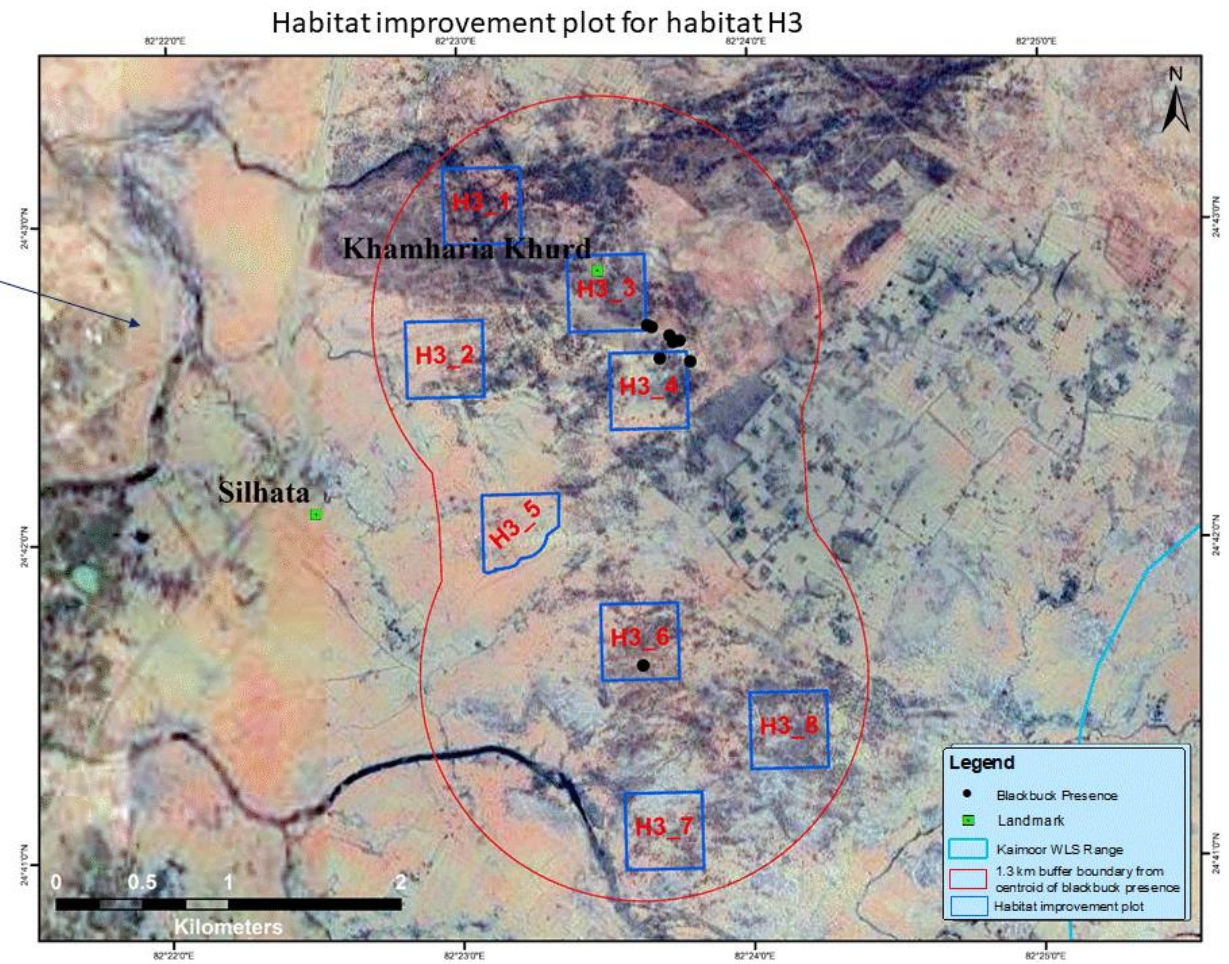 Habitat improvement plot for habitat H3
82°22'0"E 82°23'0"E 82°24'0"E 82°25'0"E
N
H3_1
24°43'0"N 24°43'0"N
Khamharia Khurd
H3_3
H3_2
H3_4
Silhata
H3_5
24°42'0"N 24°42'0"N
H3_6
H3_8
H3_7
Legend
Blackbuck Presence
Landmark
Kaimoor WLS Range
1.3 km buffer boundary from
centroid of blackbuck presence
Habitat improvement plot
24°41'0"N 24°41'0"N
0 0.5 1 2
Kilometers
82°22'0"E 82°23'0"E 82°24'0"E 82°25'0"E